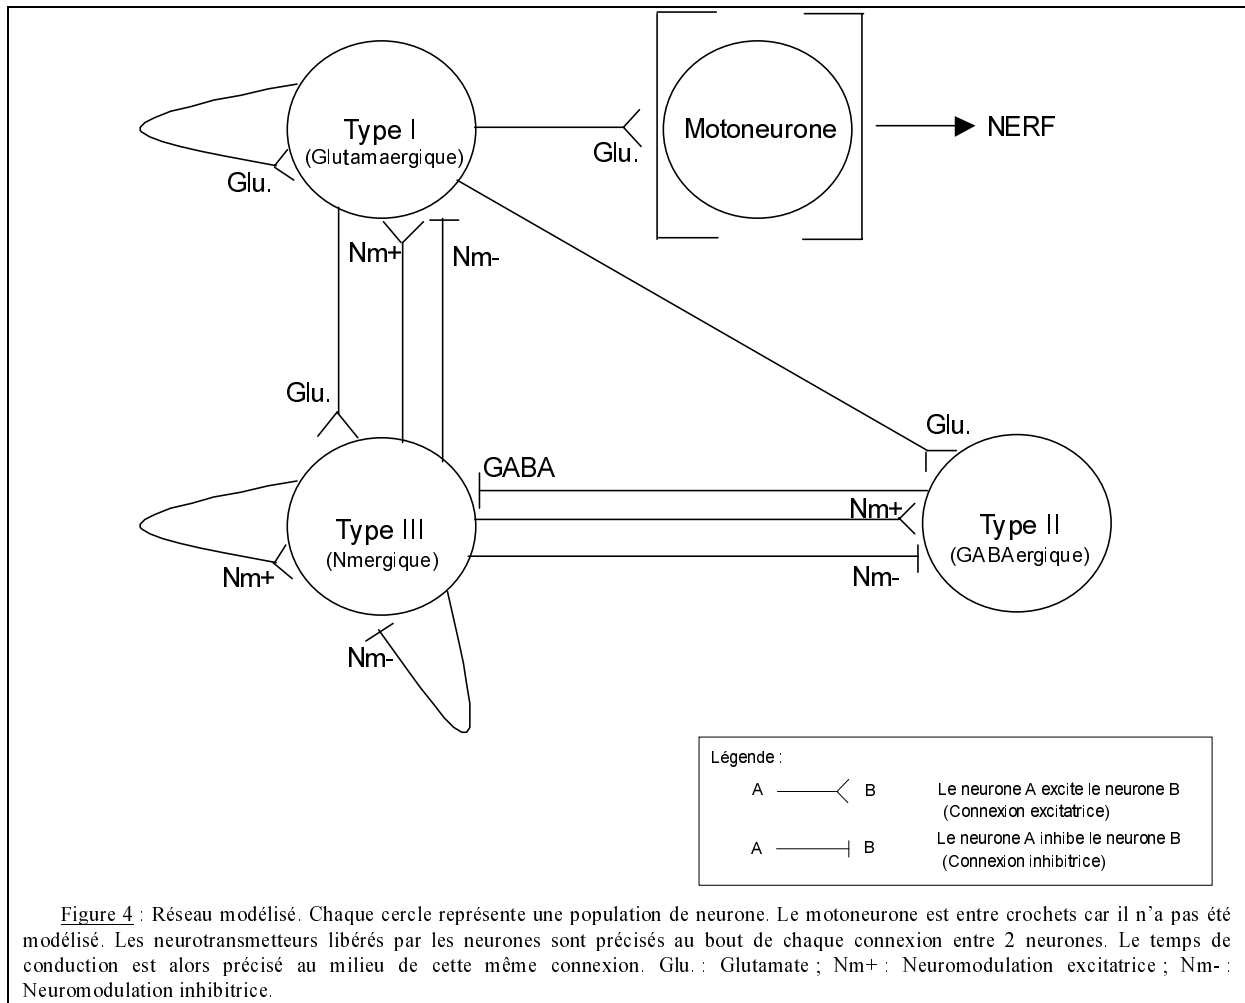 Type I
(Glutamaergique)
Motoneurone
NERF
Glu.
Glu.
Nm+
Nm-
Glu.
Glu.
GABA
Type III
(Nmergique)
Nm+
Type II
(GABAergique)
Nm+
Nm-
Nm-
Légende :
A B Le neurone A excite le neurone B
(Connexion excitatrice)
A B Le neurone A inhibe le neurone B
(Connexion inhibitrice)
Figure 4 : Réseau modélisé. Chaque cercle représente une population de neurone. Le motoneurone est entre crochets car il n'a pas été
modélisé. Les neurotransmetteurs libérés par les neurones sont précisés au bout de chaque connexion entre 2 neurones. Le temps de
conduction est alors précisé au milieu de cette même connexion. Glu. : Glutamate ; Nm+ : Neuromodulation excitatrice ; Nm- :
Neuromodulation inhibitrice.